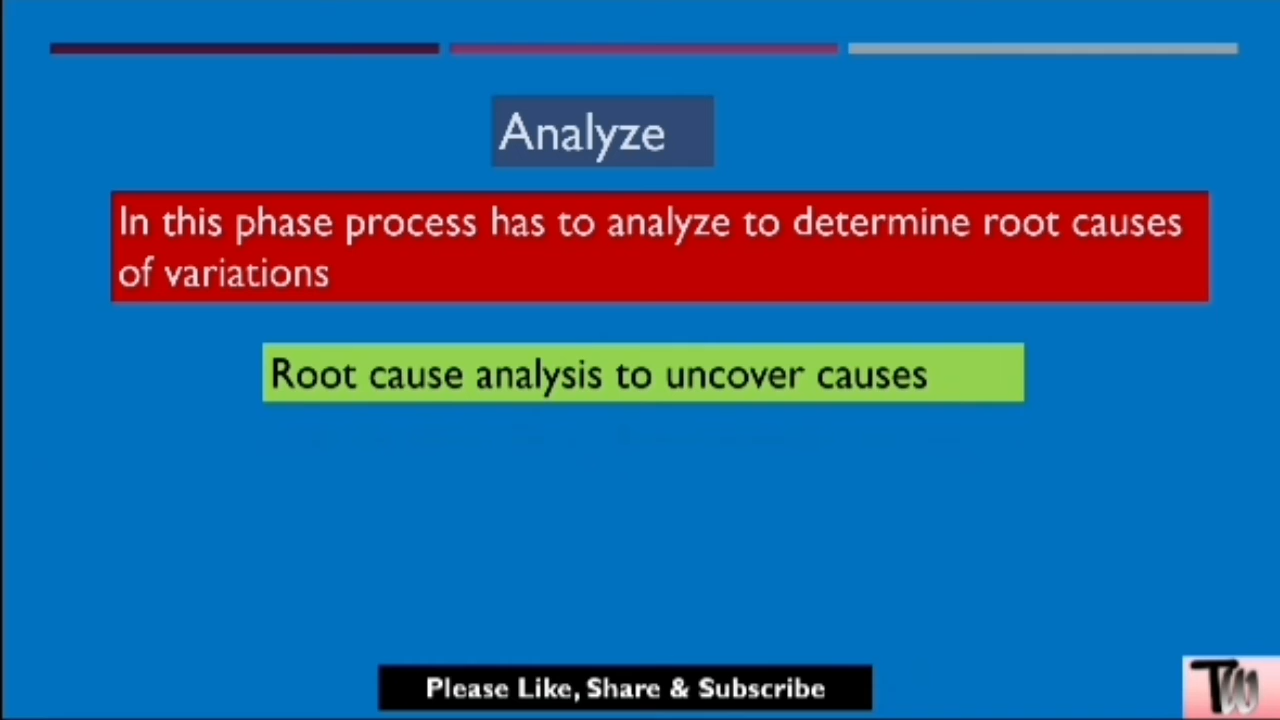 Analyze
In this phase process has to analyze to determine root causes
of variations
Root cause analysis to uncover causes
Please Like, Share & Subscribe
TW